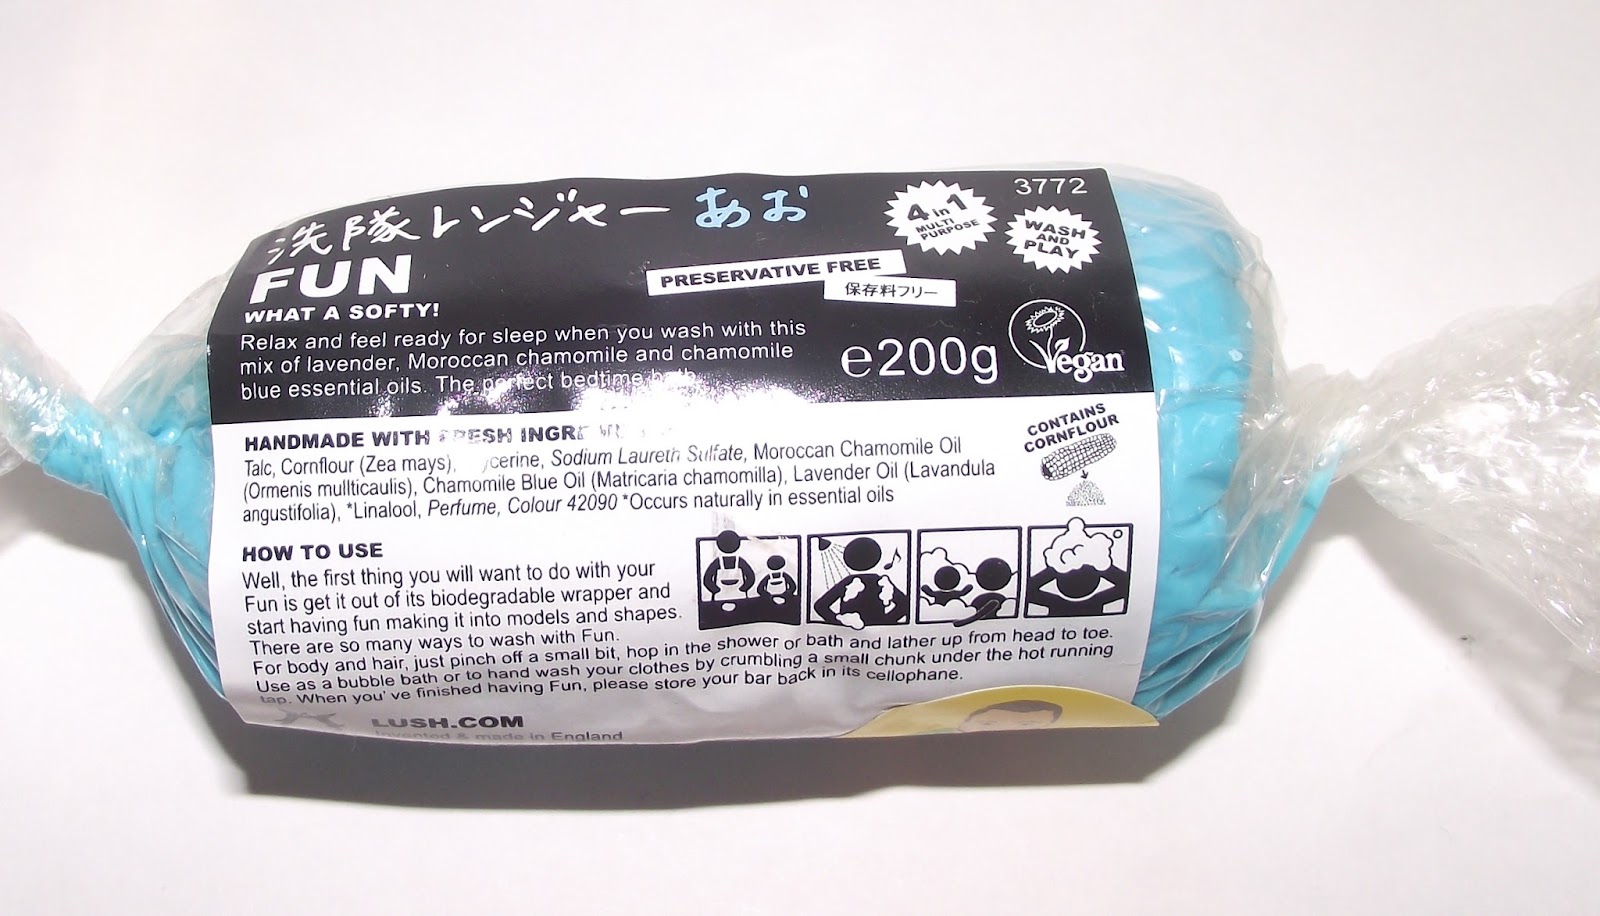 洗隊レンジャー あお
FUN
WHAT A SOFTY!
Relax and feel ready for sleep when you wash with this
mix of lavender, Moroccan chamomile and chamomile
blue essential oils. The perfect bedtime
4 in 1
MULTI
PURPOSE
3772
WASH
AND
PLAY
PRESERVATIVE FREE
保存料フリー
e200g
Vegan
HANDMADE WITH FRESH
Talc, Cornflour (Zea mays), Sodium Laureth Sulfate, Moroccan Chamomile Oil
(Ormenis mullticaulis), Chamomile Blue Oil (Matricaria chamomilla), Lavender Oil (Lavandula
angustifolia), *Linalool, Perfume, Colour 42090 *Occurs naturally in essential oils
CONTAINS
CORNFLOUR
HOW TO USE
Well, the first thing you will want to do with your
Fun is get it out of its biodegradable wrapper and
start having fun making it into models and shapes.
There are so many ways to wash with Fun.
For body and hair, just pinch off a small bit, hop in the shower or bath and lather up from head to toe.
Use as a bubble bath or to hand wash your clothes by crumbling a small chunk under the hot running
tap. When you've finished having Fun, please store your bar back in its cellophane.
LUSH.COM
Invented & made in England